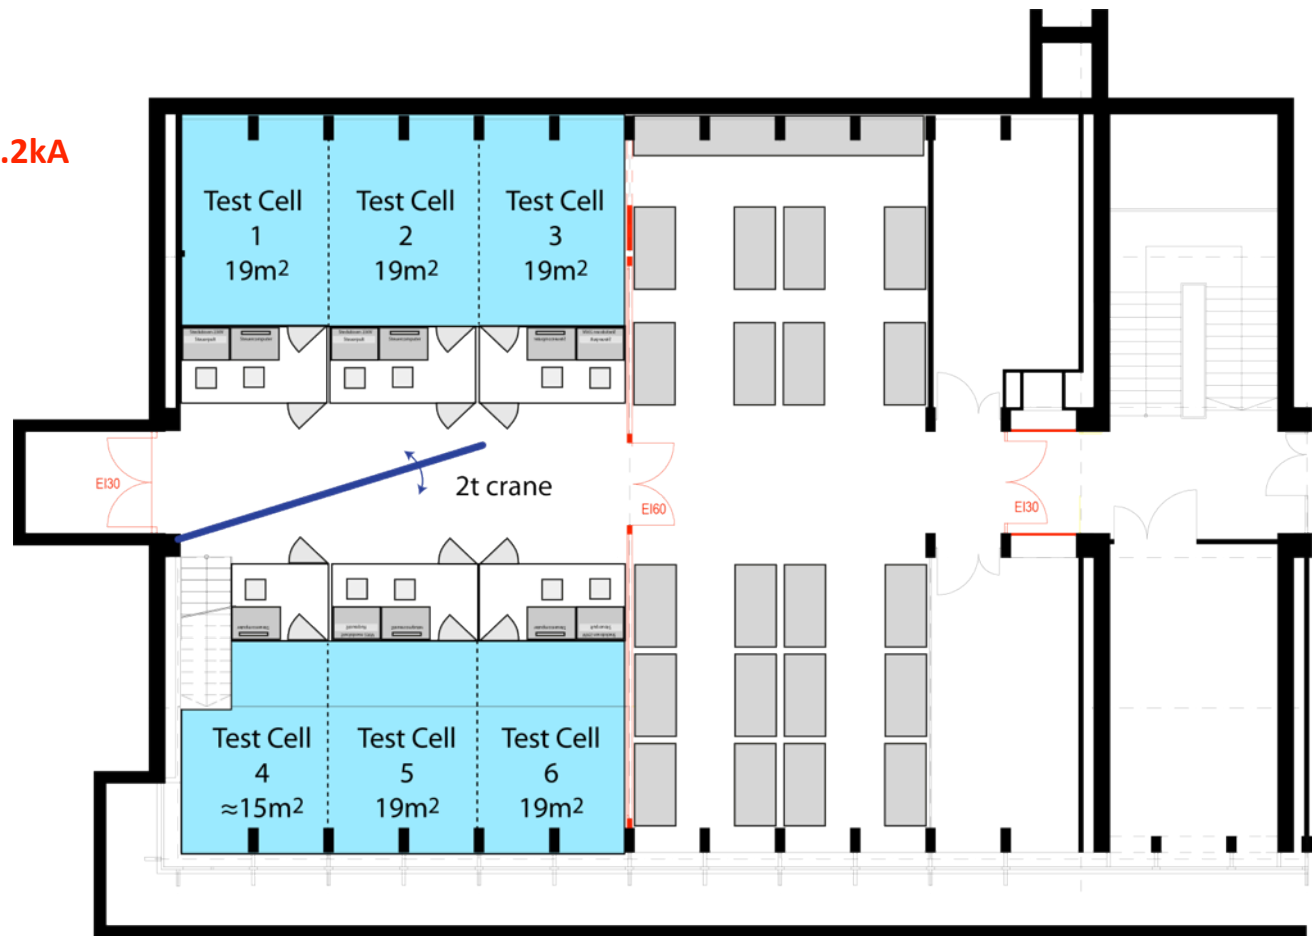 .2kA
Test Cell
1
19m²
Test Cell
2
19m²
Test Cell
3
19m²
EI30
2t crane
EI60
EI30
Test Cell
4
≈15m²
Test Cell
5
19m²
Test Cell
6
19m²